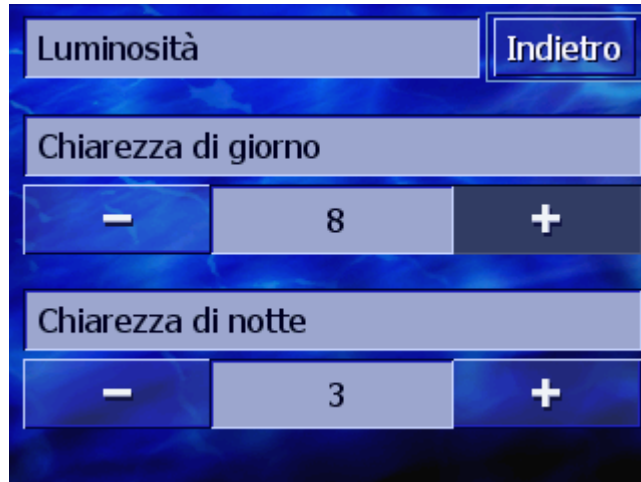 Luminosità Indietro
Chiarezza di giorno
− 8 +
Chiarezza di notte
− 3 +